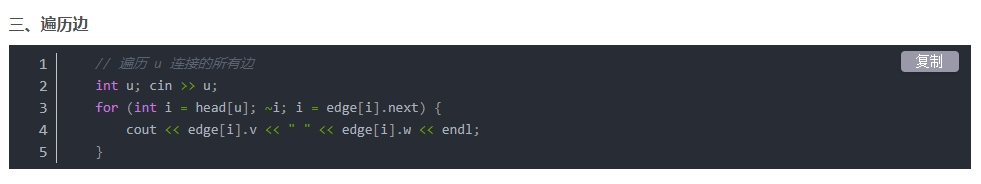 三、遍历边
复制
1 // 遍历 u 连接的所有边
2 int u; cin >> u;
3 for (int i = head[u]; ~i; i = edge[i].next) {
4 cout << edge[i].v << " " << edge[i].w << endl;
5 }